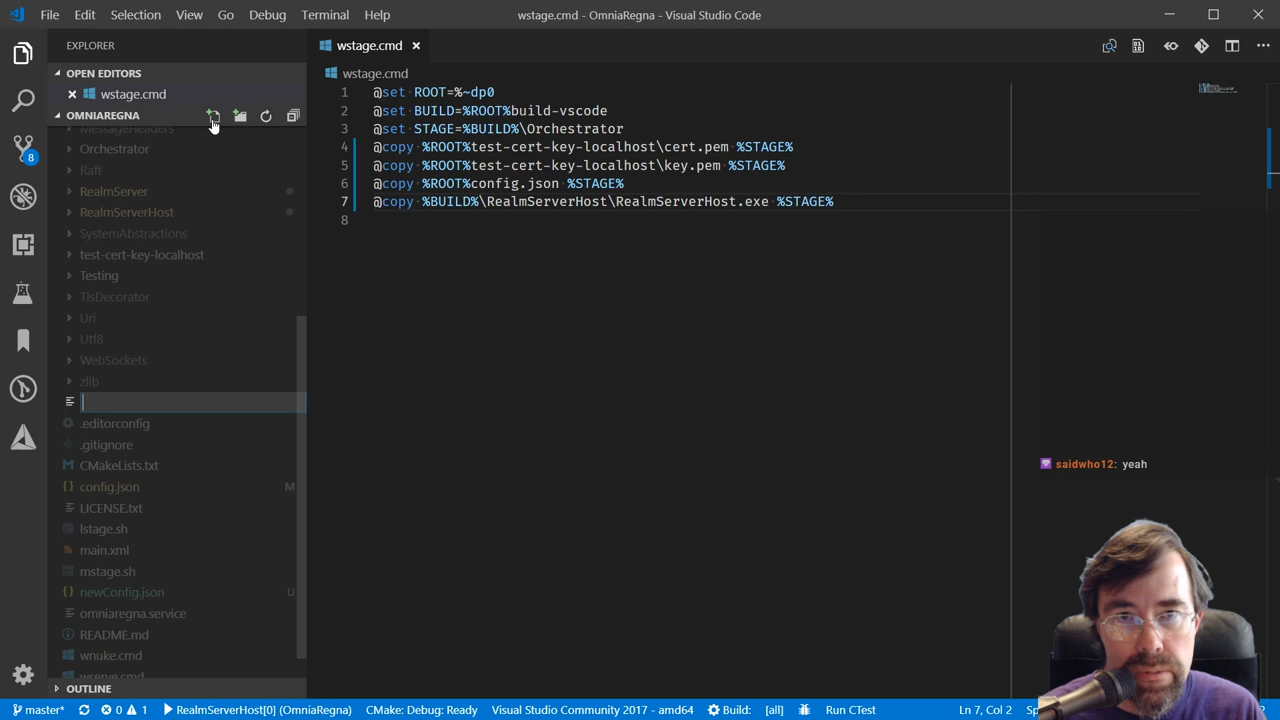 File Edit Selection View Go Debug Terminal Help
wstage.cmd - OmniaRegna - Visual Studio Code
EXPLORER
OPEN EDITORS
wstage.cmd
OMNIAREGNA
MessageHeaders
Orchestrator
Raft
RealmServer
RealmServerHost
SystemAbstractions
test-cert-key-localhost
Testing
TlsDecorator
Uri
Utf8
WebSockets
zlib
.editorconfig
.gitignore
CMakeLists.txt
config.json M
LICENSE.txt
lstage.sh
main.xml
mstage.sh
newConfig.json U
omniaregna.service
README.md
wnuke.cmd
wserve.cmd
OUTLINE
8
wstage.cmd
wstage.cmd
1 @set ROOT=%~dp0
2 @set BUILD=%ROOT%build-vscode
3 @set STAGE=%BUILD%\Orchestrator
4 @copy %ROOT%test-cert-key-localhost\cert.pem %STAGE%
5 @copy %ROOT%test-cert-key-localhost\key.pem %STAGE%
6 @copy %ROOT%config.json %STAGE%
7 @copy %BUILD%\RealmServerHost\RealmServerHost.exe %STAGE%
8
saidwho12: yeah
master* 0 1 RealmServerHost[0] (OmniaRegna) CMake: Debug: Ready Visual Studio Community 2017 - amd64 Build: [all] Run CTest Ln 7, Col 2